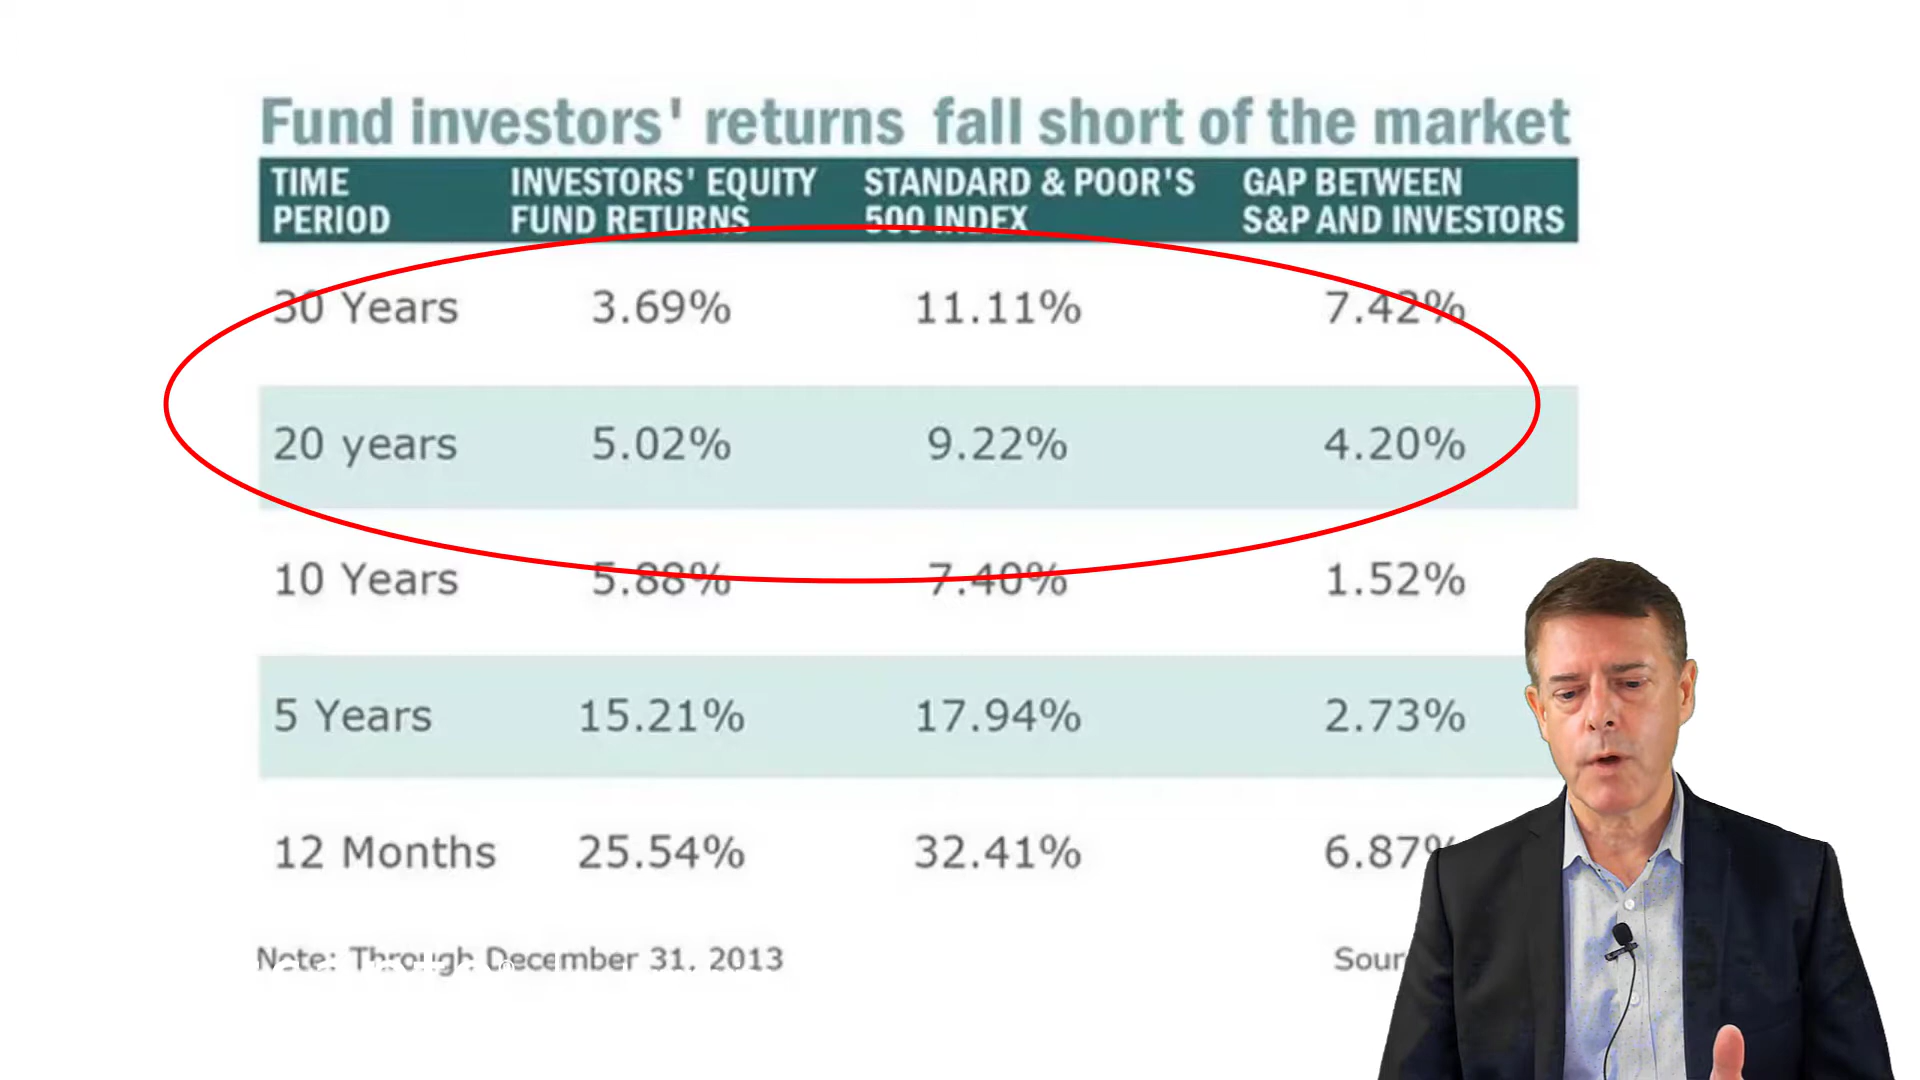 Fund investors' returns fall short of the market
TIME PERIOD
INVESTORS' EQUITY FUND RETURNS
STANDARD & POOR'S 500 INDEX
GAP BETWEEN S&P AND INVESTORS
30 Years 3.69% 11.11% 7.42%
20 years 5.02% 9.22% 4.20%
10 Years 5.88% 7.40% 1.52%
5 Years 15.21% 17.94% 2.73%
12 Months 25.54% 32.41% 6.87%
Note: Through December 31, 2013